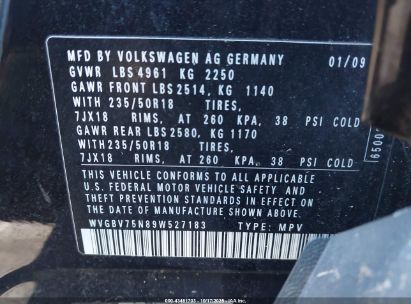 MFD. BY VOLKSWAGEN AG GERMANY 01/09
GVWR LBS 4961 KG 2250
GAWR FRONT LBS 2514, KG 1140
WITH 235/50R18 TIRES,
7JX18 RIMS, AT 260 KPA, 38 PSI COLD
GAWR REAR LBS 2580, KG 1170
WITH 235/50R18 TIRES,
7JX18 RIMS, AT 260 KPA, 38 PSI COLD
THIS VEHICLE CONFORMS TO ALL APPLICABLE
U.S. FEDERAL MOTOR VEHICLE SAFETY AND
THEFT PREVENTION STANDARDS IN EFFECT ON
THE DATE OF MANUFACTURE SHOWN ABOVE.
WVGBV75N89W527183 TYPE: MPV